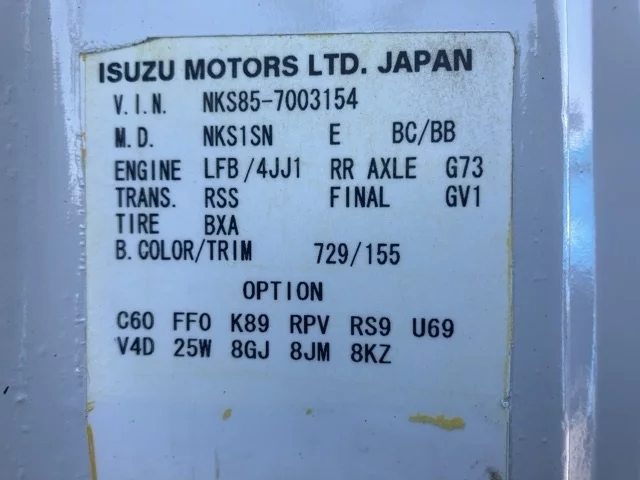 ISUZU MOTORS LTD. JAPAN
V.I.N. NKS85-7003154
M.D. NKS1SN E BC/BB
ENGINE LFB/4JJ1 RR AXLE G73
TRANS. RSS FINAL GV1
TIRE BXA
B.COLOR/TRIM 729/155
OPTION
C60 FF0 K89 RPV RS9 U69
V4D 25W 8GJ 8JM 8KZ